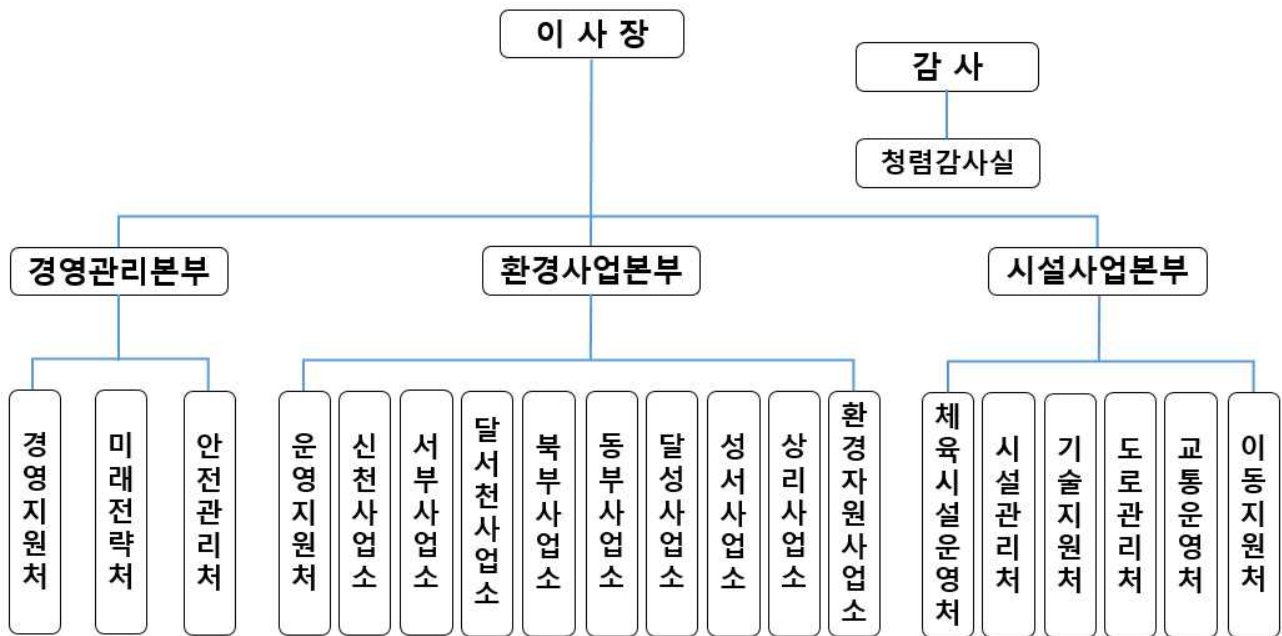 이 사 장
감 사
청렴감사실
경영관리본부
환경사업본부
시설사업본부
경영지원처
미래전략처
안전관리처
운영지원처
신천사업소
서부사업소
달서천사업소
북부사업소
동부사업소
달성사업소
성서사업소
상리사업소
환경자원사업소
체육시설운영처
시설관리처
기술지원처
도로관리처
교통운영처
이동지원처